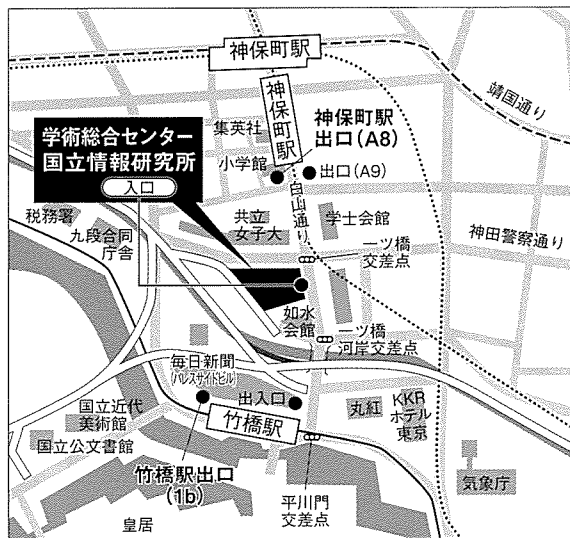 神保町駅
靖国通り
神保町駅
集英社
神保町駅
出口(A8)
学術総合センター
国立情報研究所
小学館
出口(A9)
入口
白山通り
税務署
九段合同
庁舎
共立
女子大
学士会館
一ツ橋
交差点
神田警察通り
如水
会館
一ツ橋
河岸交差点
毎日新聞
(パレスサイドビル)
国立近代
美術館
出入口
丸紅
KKR
ホテル
東京
国立公文書館
竹橋駅
竹橋駅出口
(1b)
気象庁
平川門
交差点
皇居